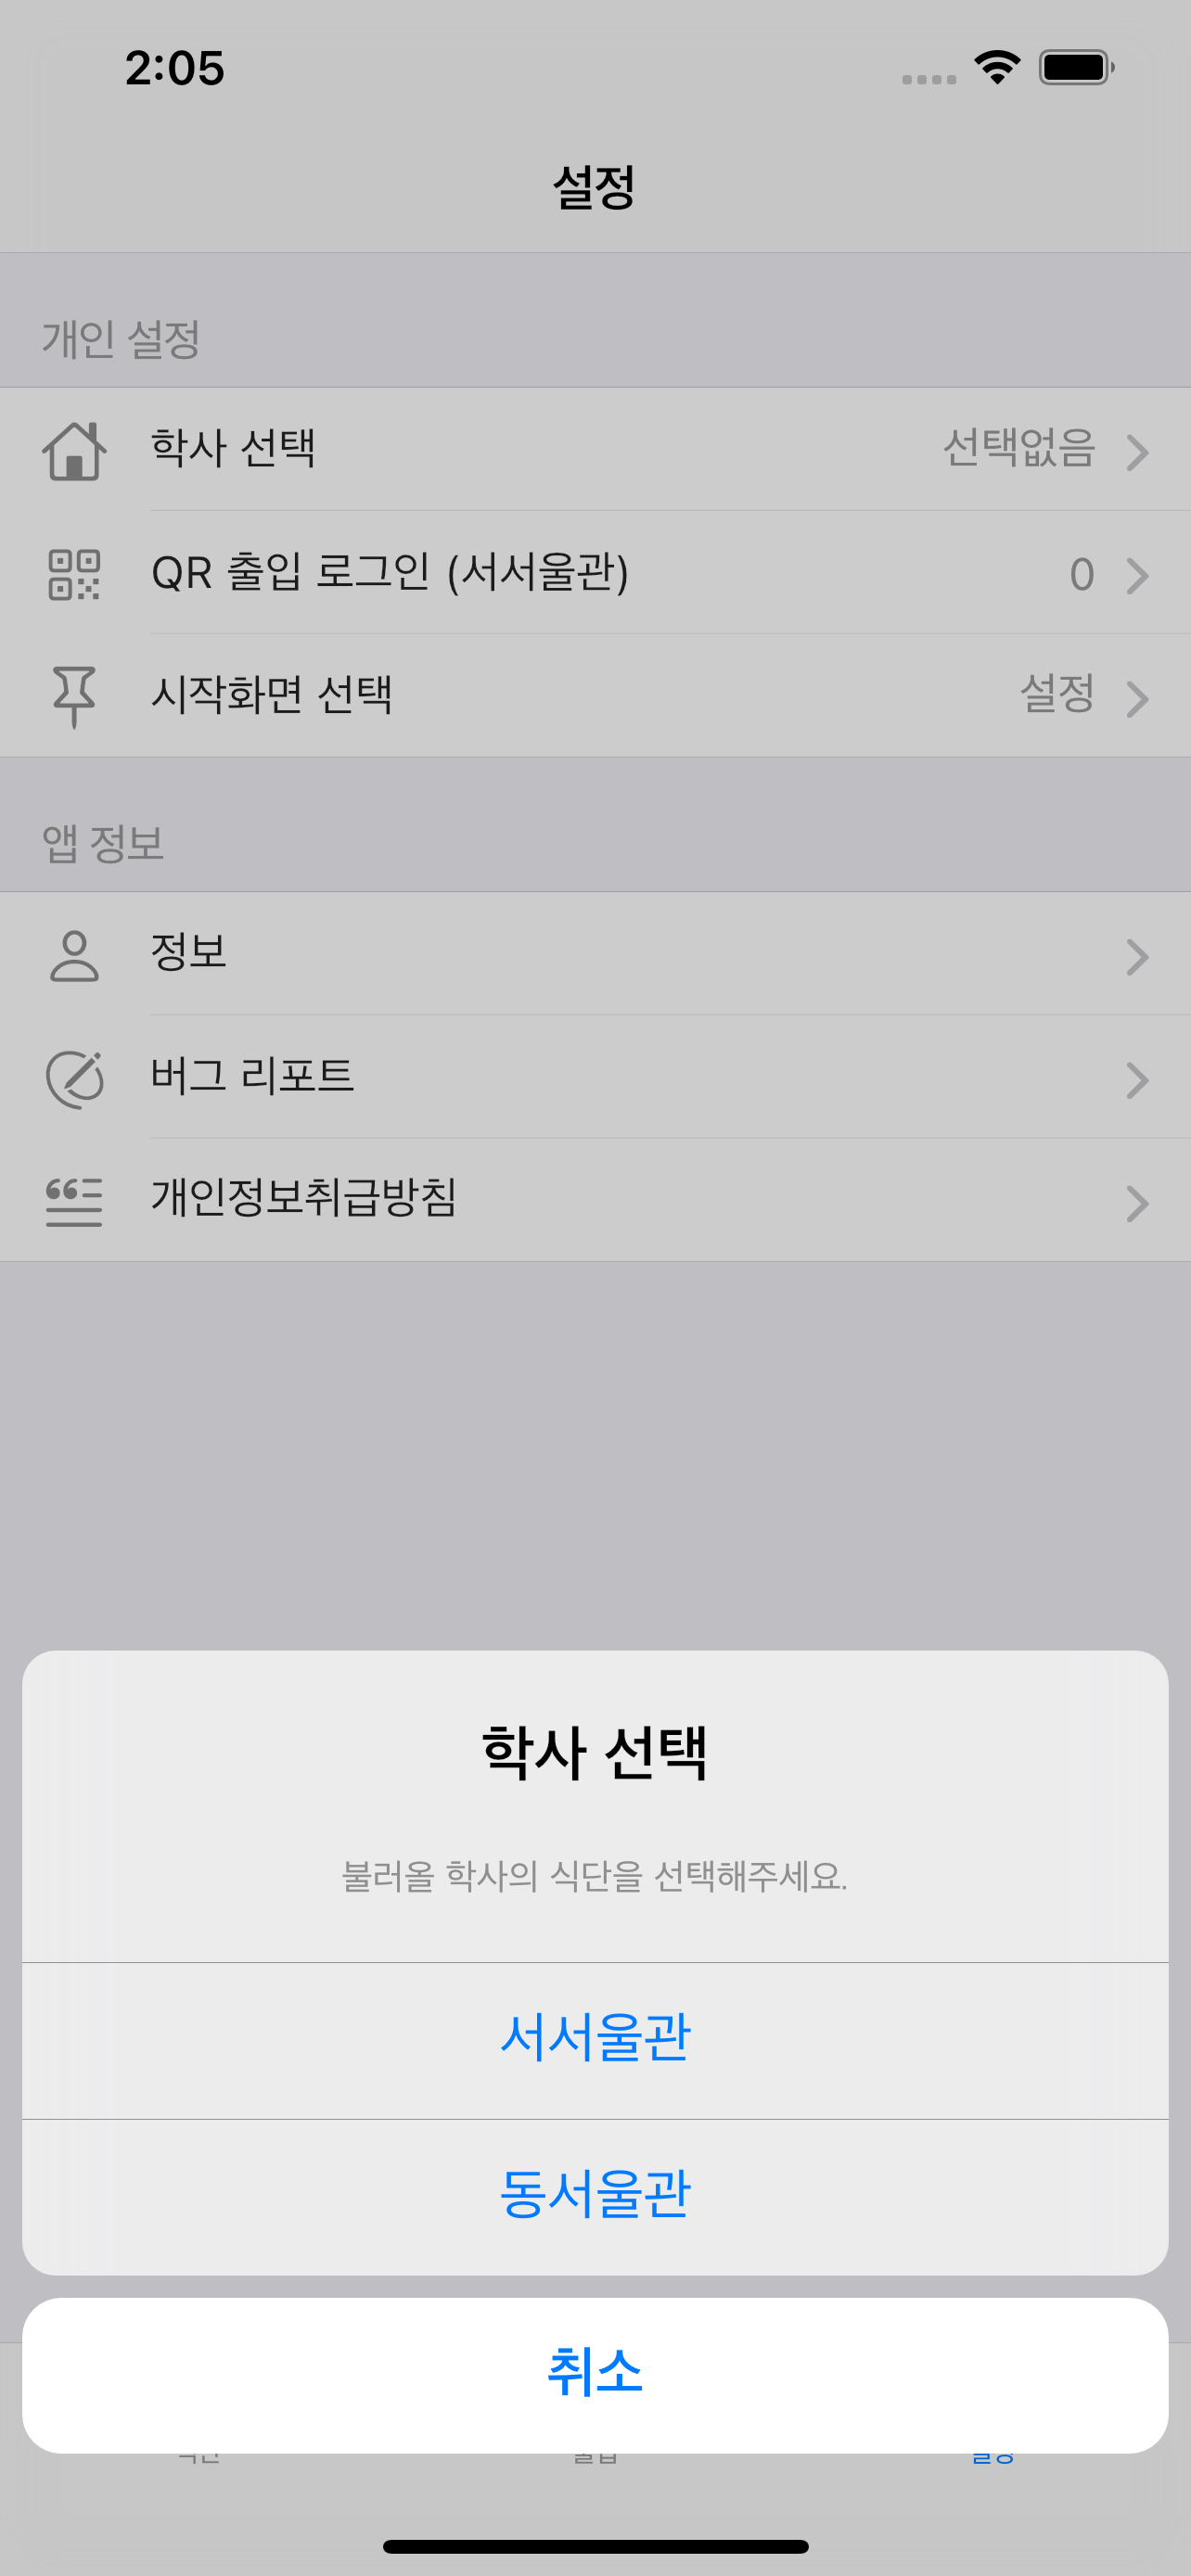 2:05
설정
개인 설정
학사 선택 선택없음
QR 출입 로그인 (서서울관) 0
시작화면 선택 설정
앱 정보
정보
버그 리포트
개인정보취급방침
학사 선택
불러올 학사의 식단을 선택해주세요.
서서울관
동서울관
취소